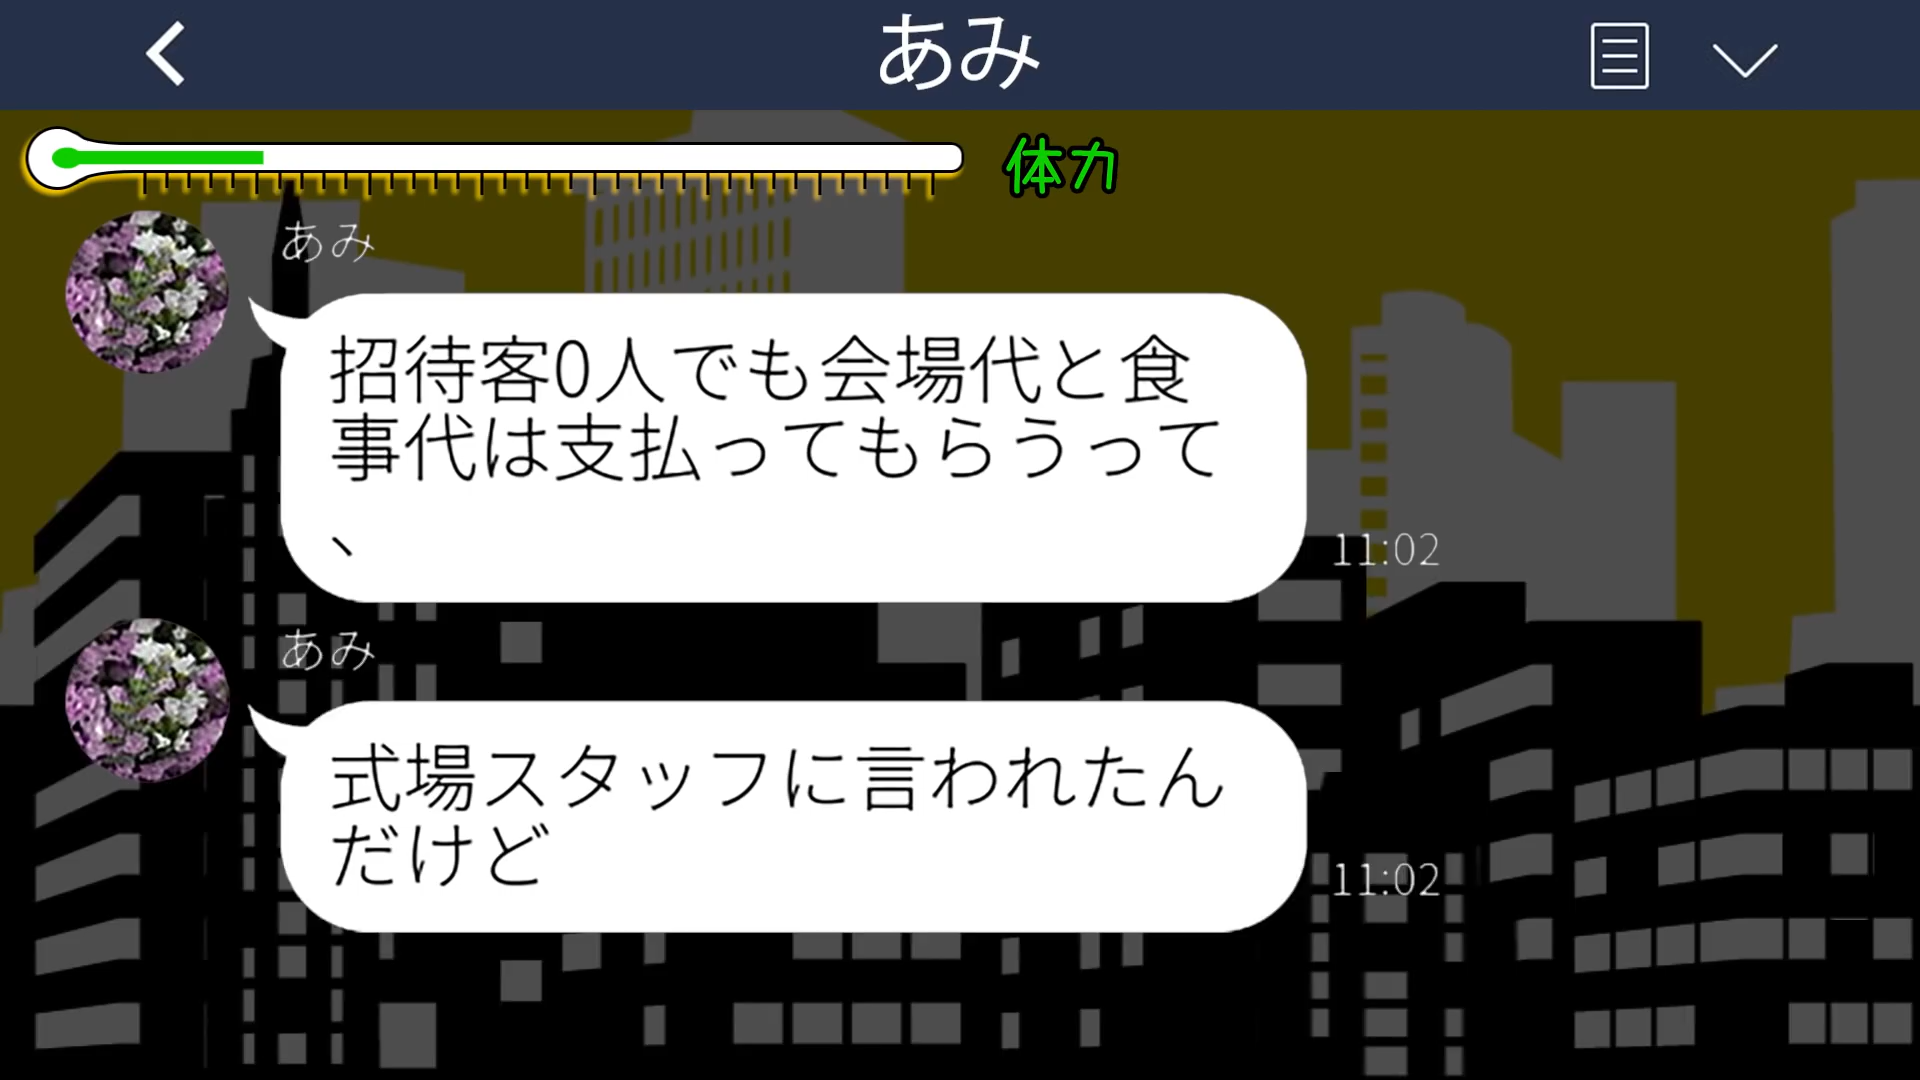 あみ
体力
あみ
招待客0人でも会場代と食
事代は支払ってもらうって
、
11:02
あみ
式場スタッフに言われたん
だけど
11:02